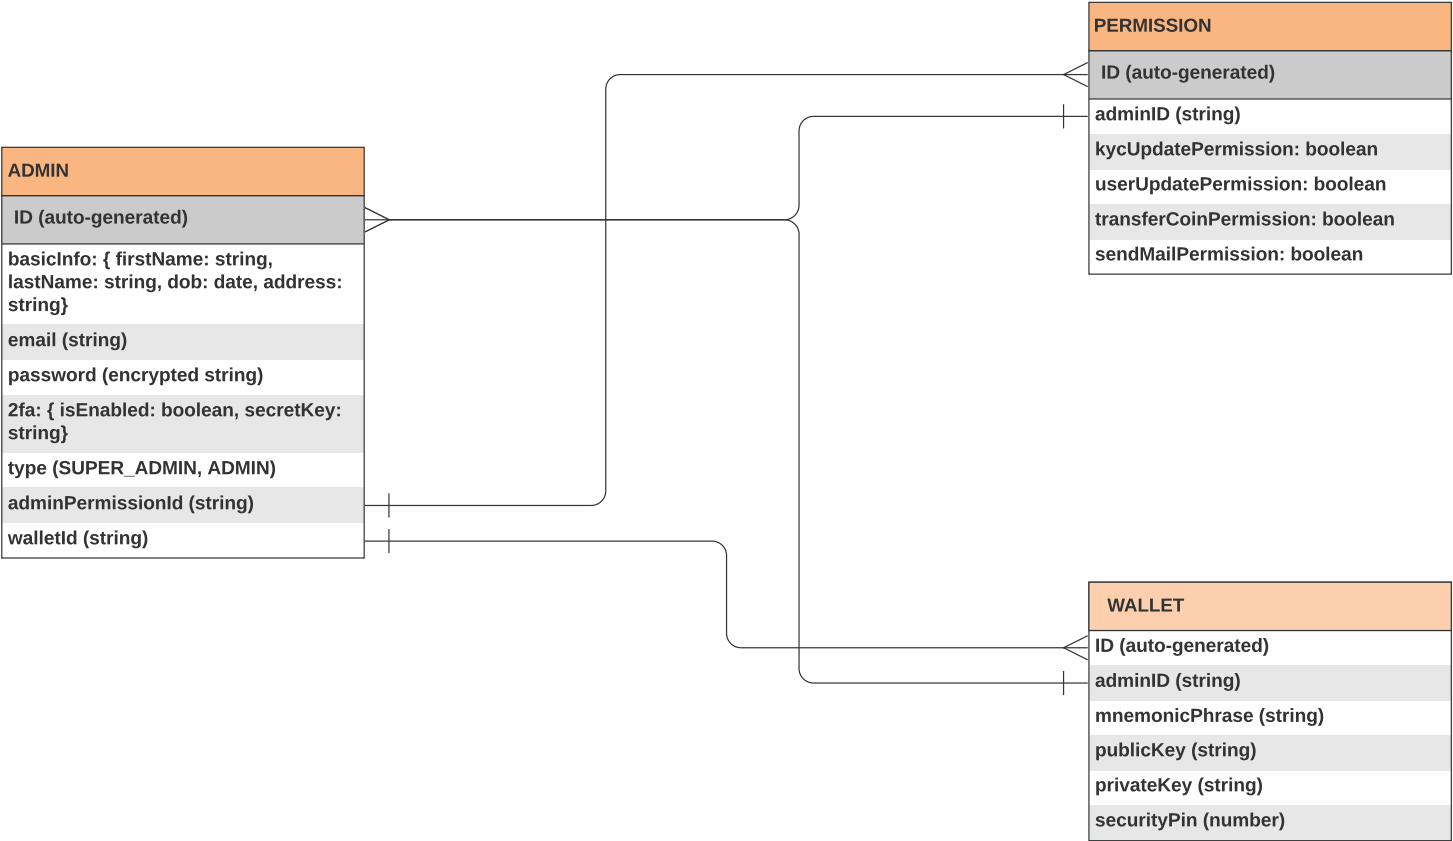 ADMIN
ID (auto-generated)
basicInfo: { firstName: string,
lastName: string, dob: date, address:
string}
email (string)
password (encrypted string)
2fa: { isEnabled: boolean, secretKey:
string}
type (SUPER_ADMIN, ADMIN)
adminPermissionId (string)
walletId (string)
PERMISSION
ID (auto-generated)
adminID (string)
kycUpdatePermission: boolean
userUpdatePermission: boolean
transferCoinPermission: boolean
sendMailPermission: boolean
WALLET
ID (auto-generated)
adminID (string)
mnemonicPhrase (string)
publicKey (string)
privateKey (string)
securityPin (number)